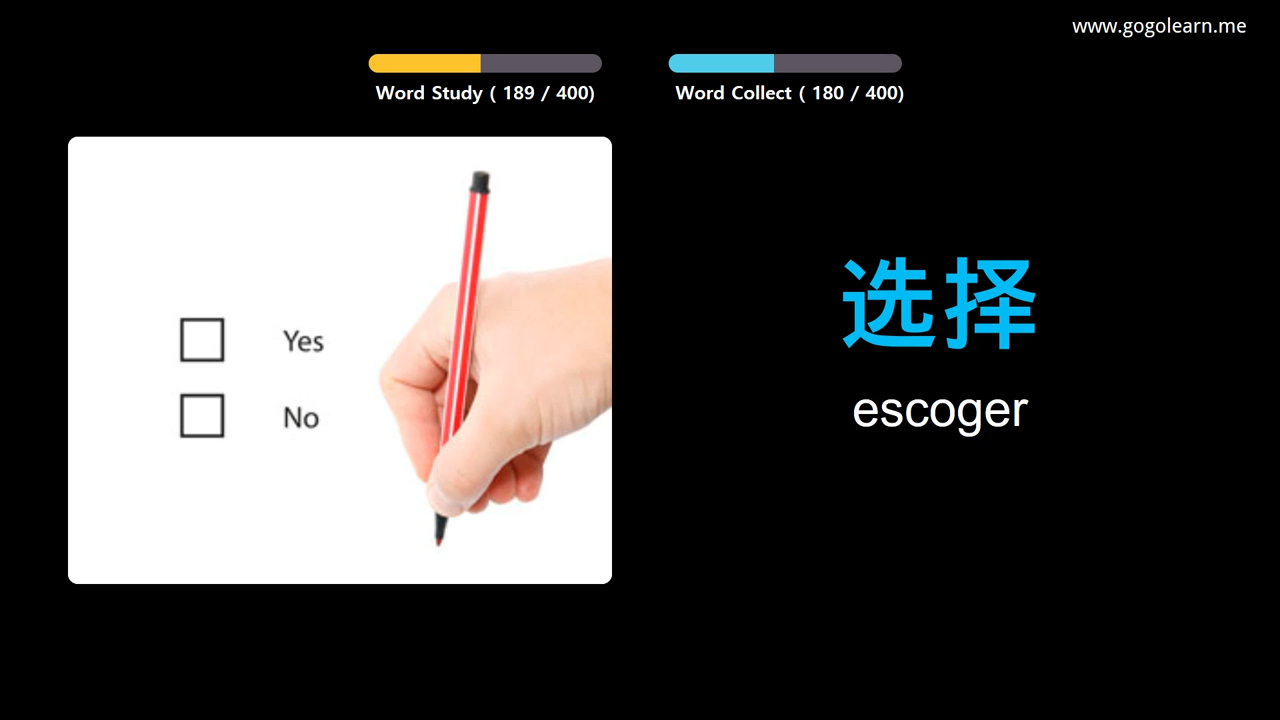 www.gogolearn.me
Word Study ( 189 / 400)
Word Collect ( 180 / 400)
Yes
No
选择
escoger